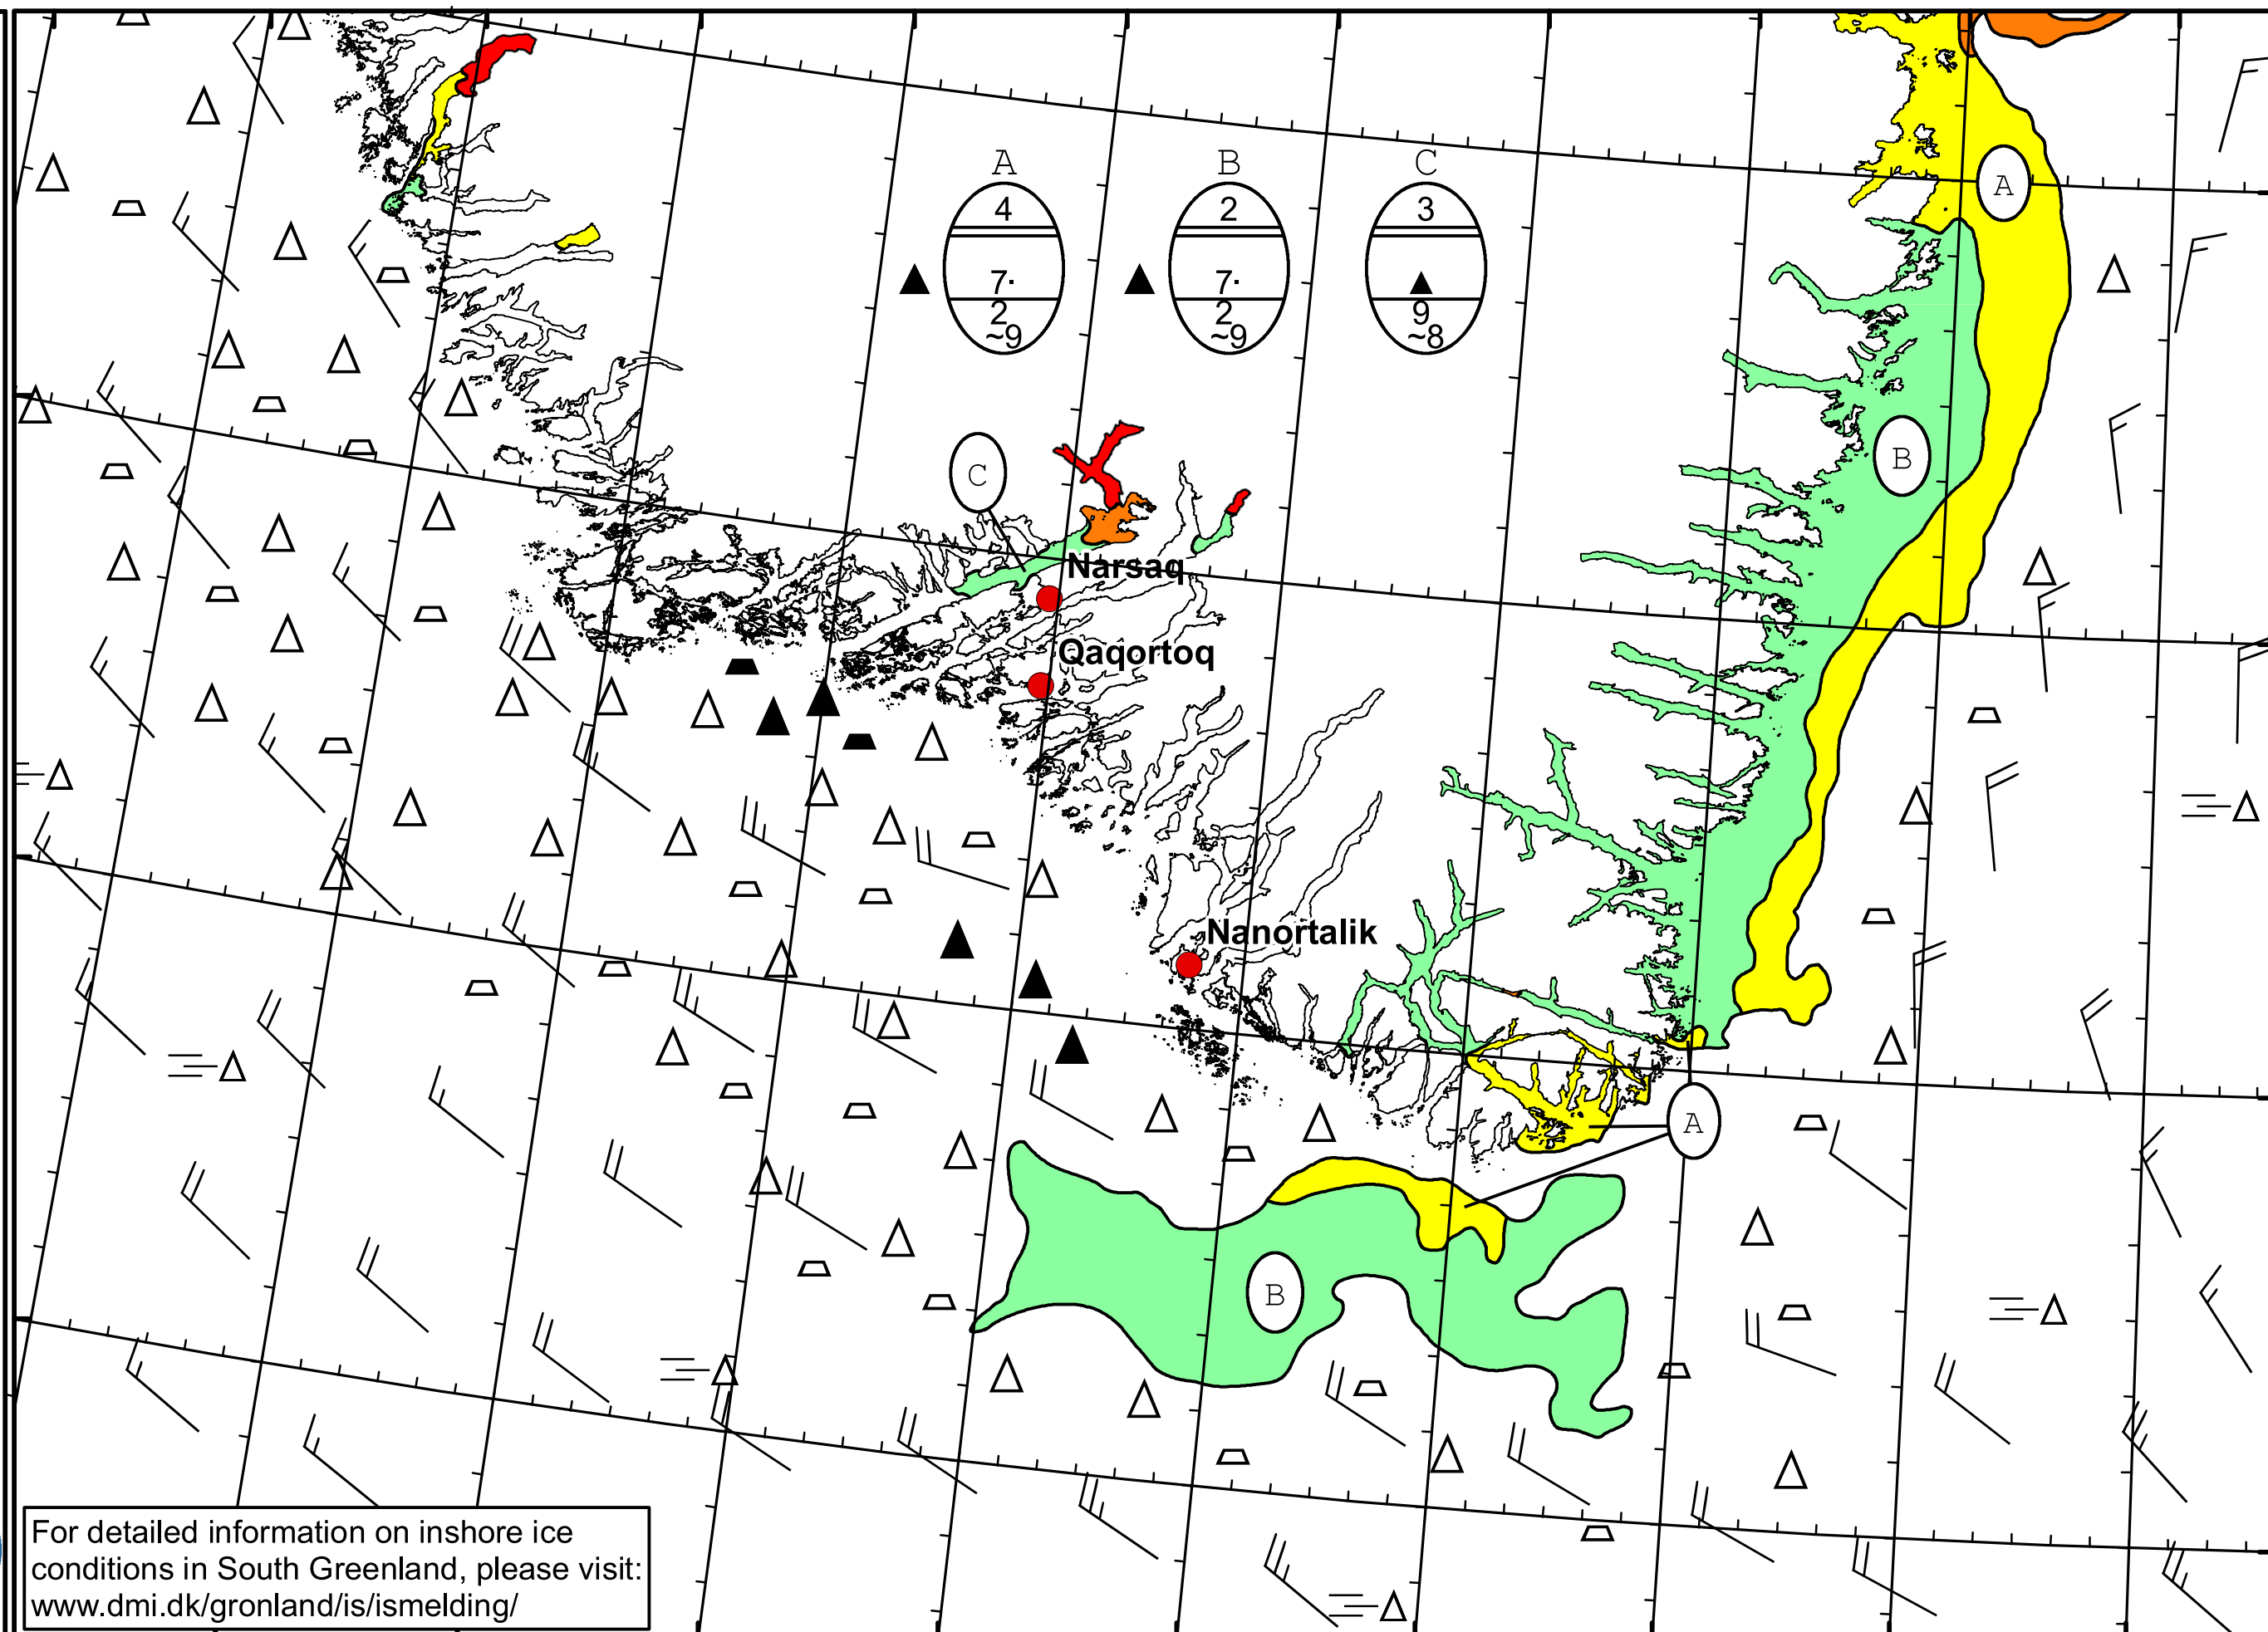 A B C
4 2 3
7· 7· ▲
2 2 9
~9 ~9 ~8
A
B
C
Narsaq
Qaqortoq
Nanortalik
A
B
For detailed information on inshore ice
conditions in South Greenland, please visit:
www.dmi.dk/gronland/is/ismelding/